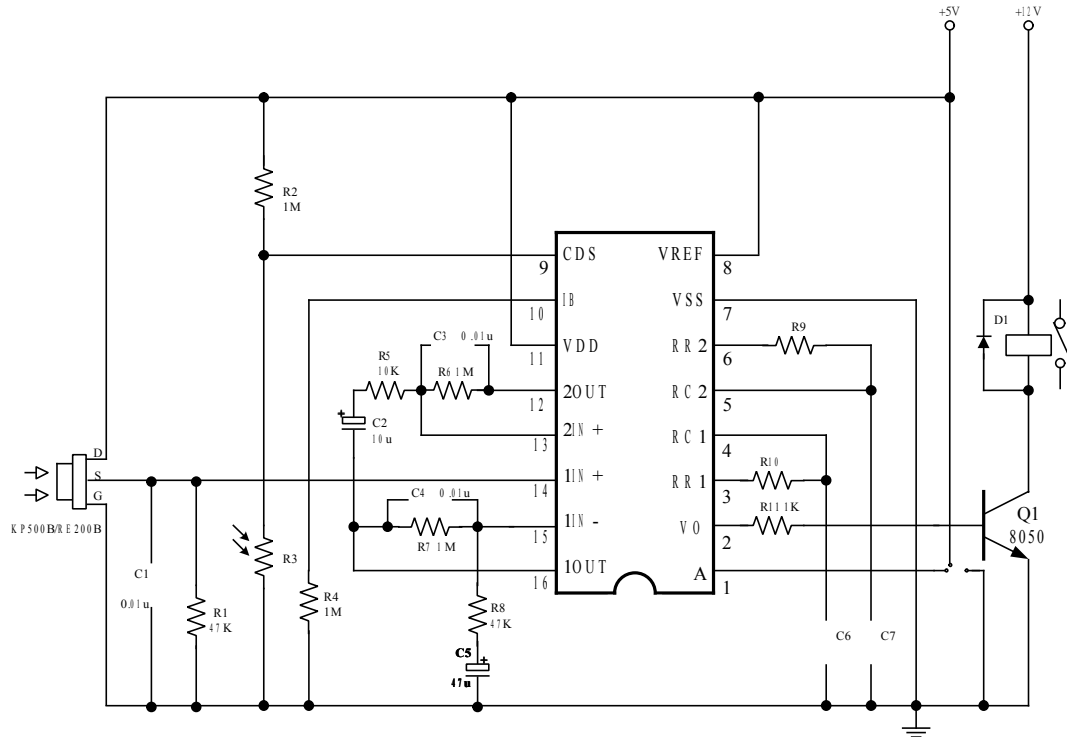 +5V
+12V
R2
1M
CDS
VREF
9
8
IB
VSS
10
7
D1
C3 0.01u
R9
VDD
RR2
11
6
R5
10K
R6 1M
2OUT
RC2
12
5
+
C2
10u
2IN+
RC1
13
4
D
S
G
1IN+
RR1
14
3
R10
KP500B/RE200B
C4 0.01u
R11 1K
1IN-
VO
15
2
R7 1M
Q1
8050
R3
1OUT
A
16
1
C1
0.01u
R1
47K
R4
1M
R8
47K
C6
C7
C5
+
47u